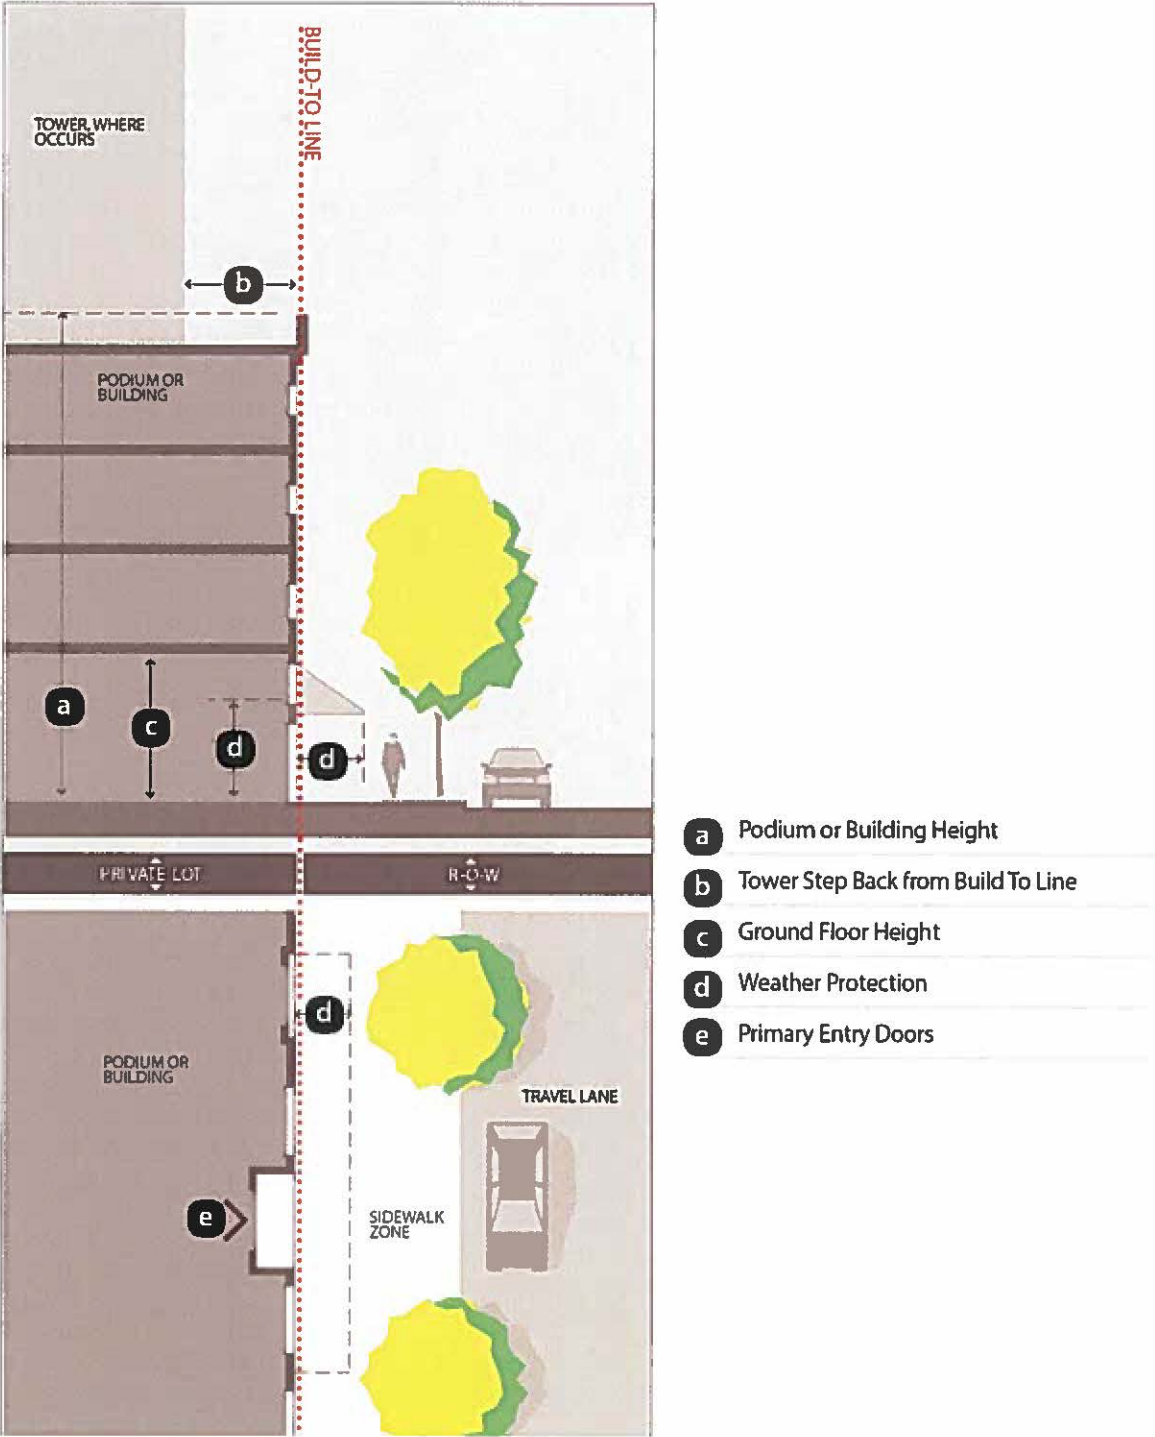 BUILD-TO LINE
TOWER, WHERE
OCCURS
b
PODIUM OR
BUILDING
a
c
d
d
PRIVATE LOT
R-O-W
d
PODIUM OR
BUILDING
TRAVEL LANE
e
SIDEWALK
ZONE
a Podium or Building Height
b Tower Step Back from Build To Line
c Ground Floor Height
d Weather Protection
e Primary Entry Doors